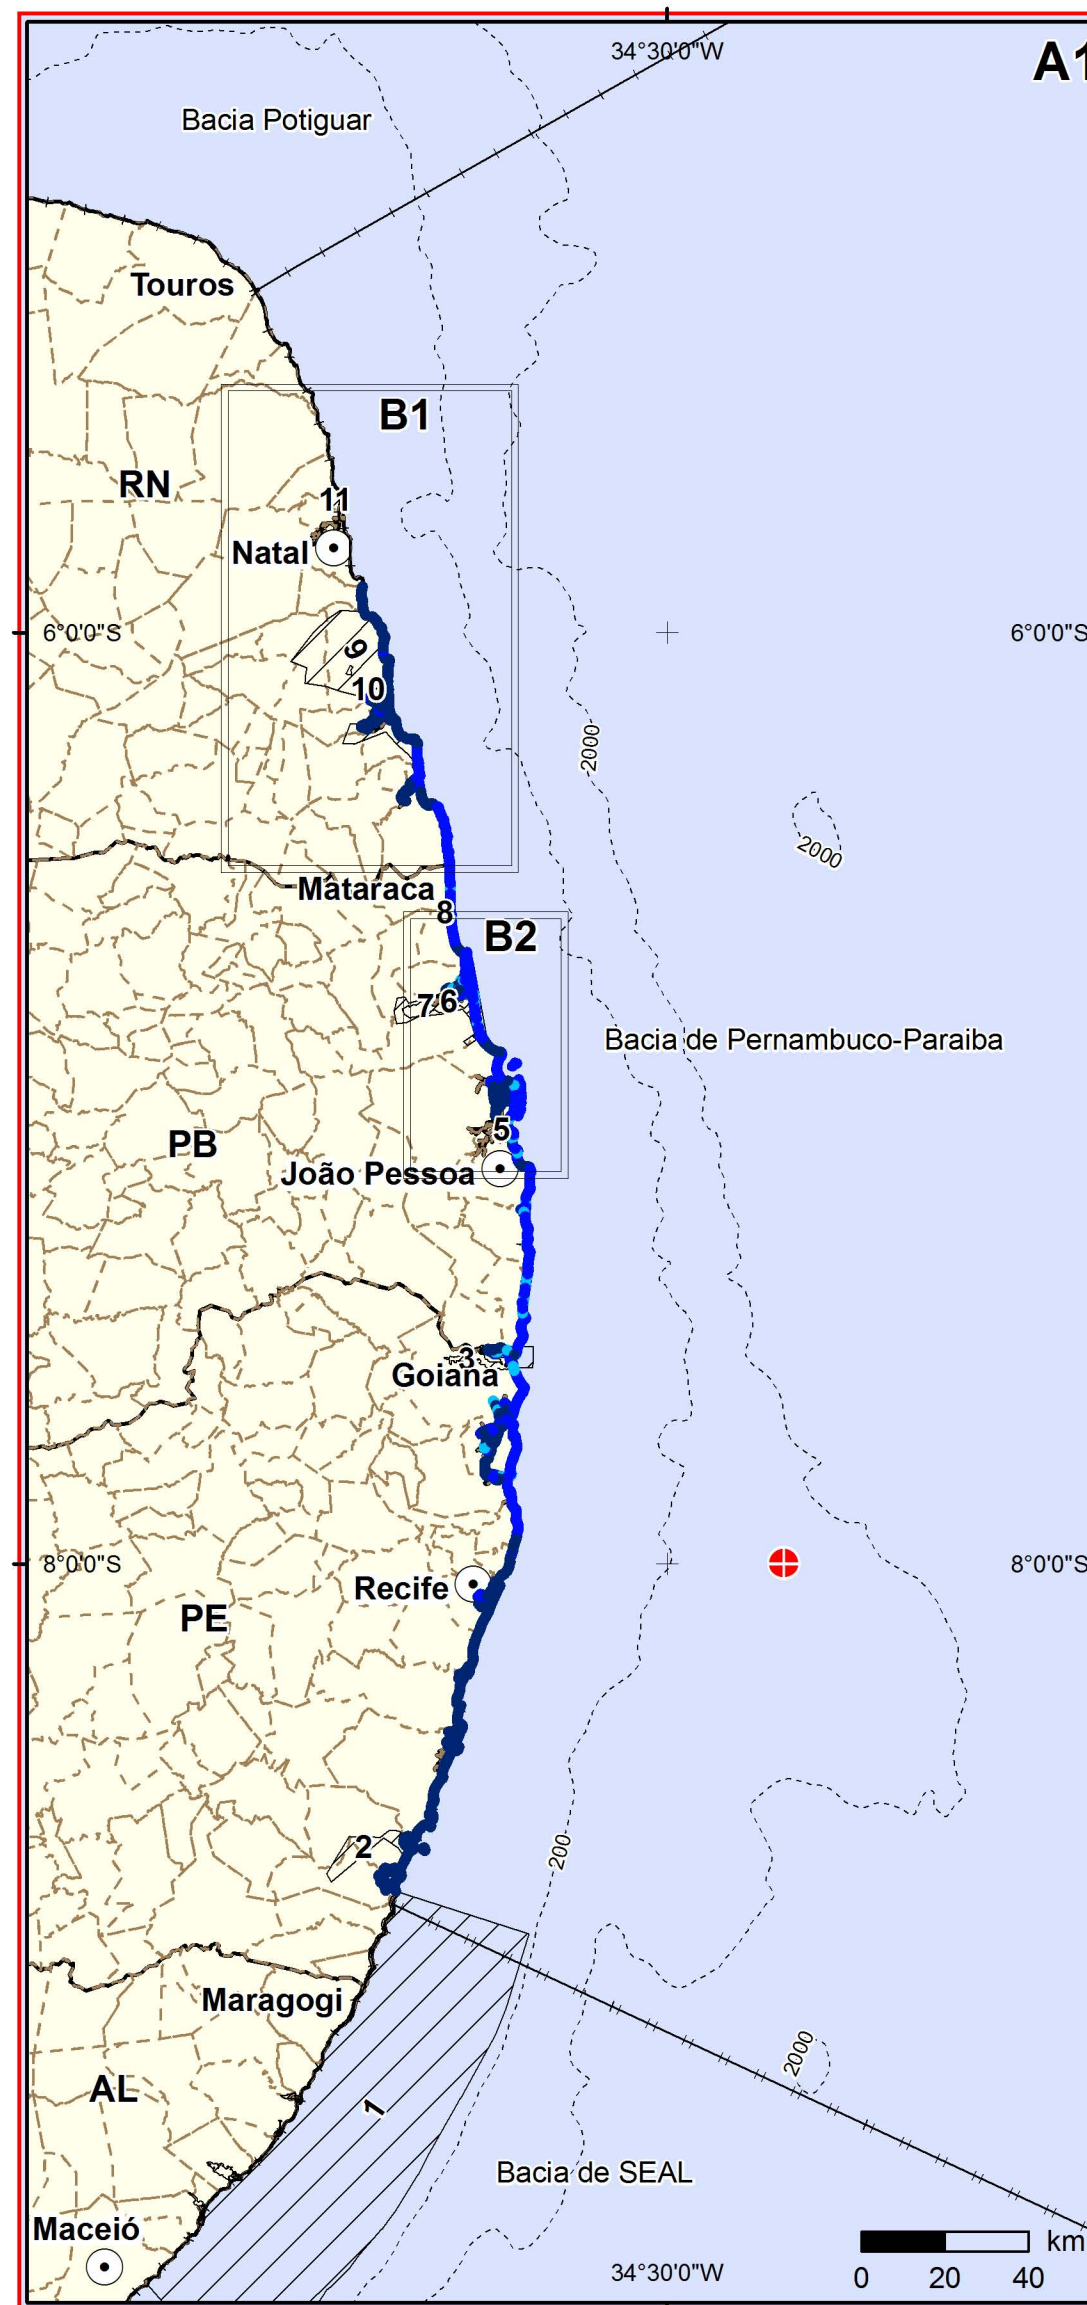 34°30'0"W
A1
Bacia Potiguar
Touros
B1
RN
11
Natal
6°0'0"S
6°0'0"S
9
10
2000
2000
Mataraca
8
B2
7
6
Bacia de Pernambuco-Paraiba
5
PB
João Pessoa
3
Goiana
8°0'0"S
8°0'0"S
Recife
PE
2
200
Maragogi
2000
AL
1
Bacia de SEAL
Maceió
km
34°30'0"W
0 20 40